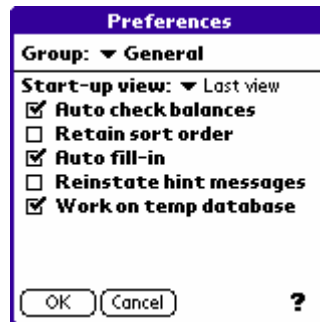 Preferences
Group: General
Start-up view: Last view
Auto check balances
Retain sort order
Auto fill-in
Reinstate hint messages
Work on temp database
OK Cancel ?